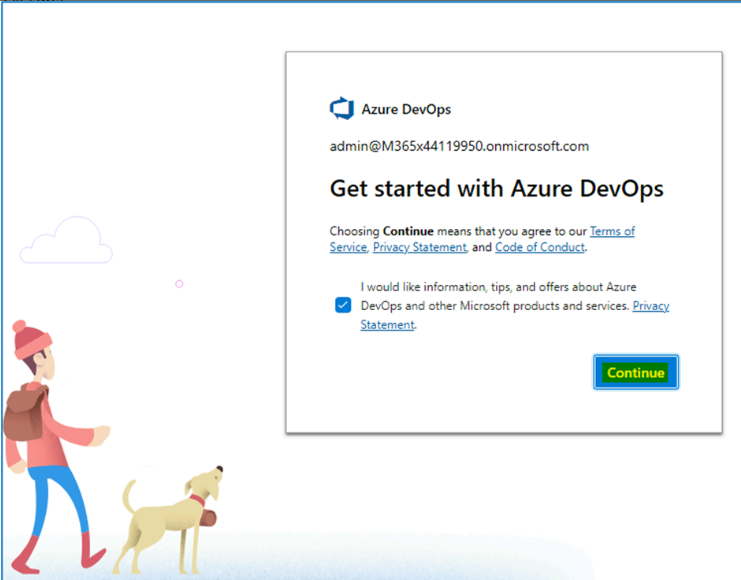 Azure DevOps
admin@M365x44119950.onmicrosoft.com
Get started with Azure DevOps
Choosing Continue means that you agree to our Terms of
Service, Privacy Statement, and Code of Conduct.
I would like information, tips, and offers about Azure
DevOps and other Microsoft products and services. Privacy
Statement.
Continue